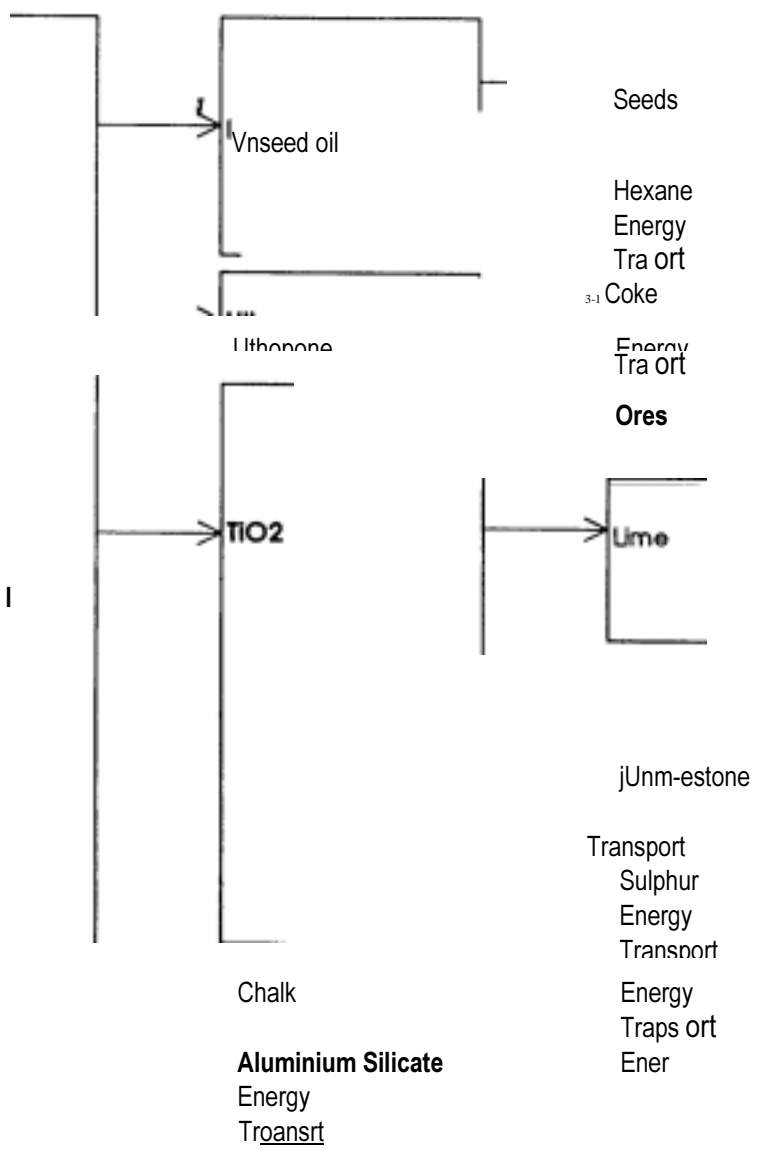 Seeds
Vnseed oil
Hexane
Energy
Tra ort
3-1 Coke
Uthopone
Energy
Tra ort
Ores
TiO2
Lime
I
jUnm-estone
Transport
Sulphur
Energy
Transport
Chalk
Energy
Traps ort
Aluminium Silicate
Ener
Energy
Troansrt